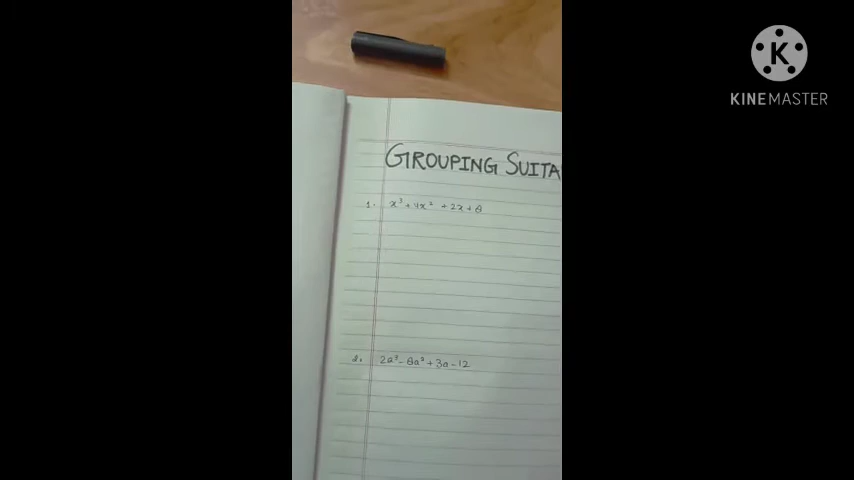 KINEMASTER
GROUPING SUITA
1. x³ + 4x² + 2x + 8
2. 2a³ - 8a² + 3a - 12